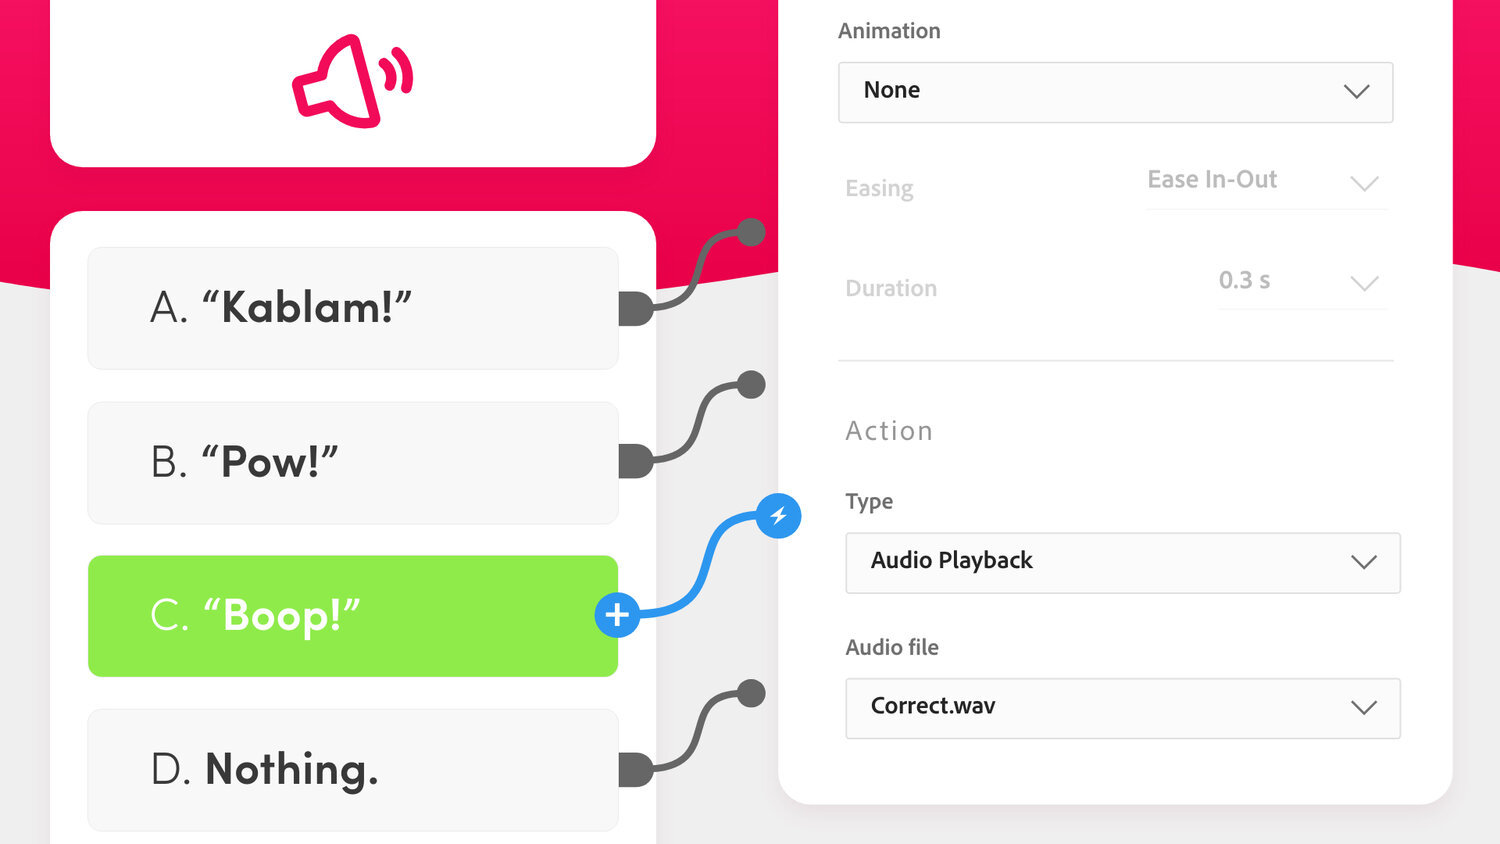 A. “Kablam!”
B. “Pow!”
C. “Boop!”
D. Nothing.
Animation
None
Easing Ease In-Out
Duration 0.3 s
Action
Type
Audio Playback
Audio file
Correct.wav